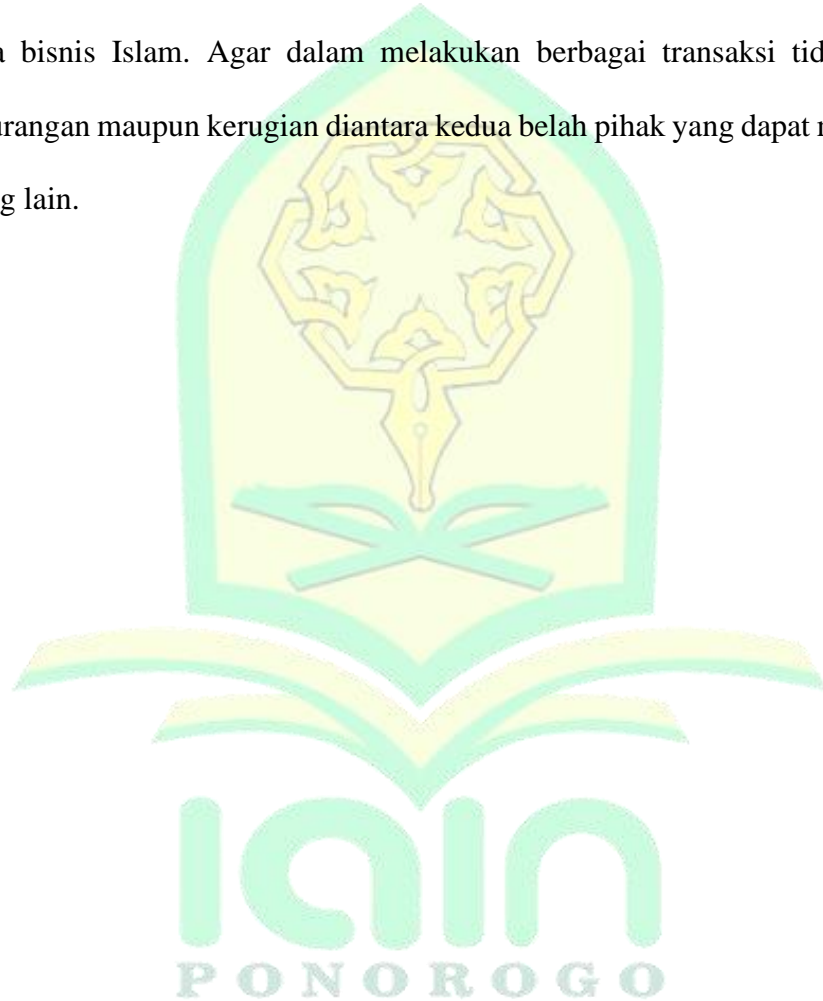 a bisnis Islam. Agar dalam melakukan berbagai transaksi tid
urangan maupun kerugian diantara kedua belah pihak yang dapat
g lain.
iain
PONOROGO